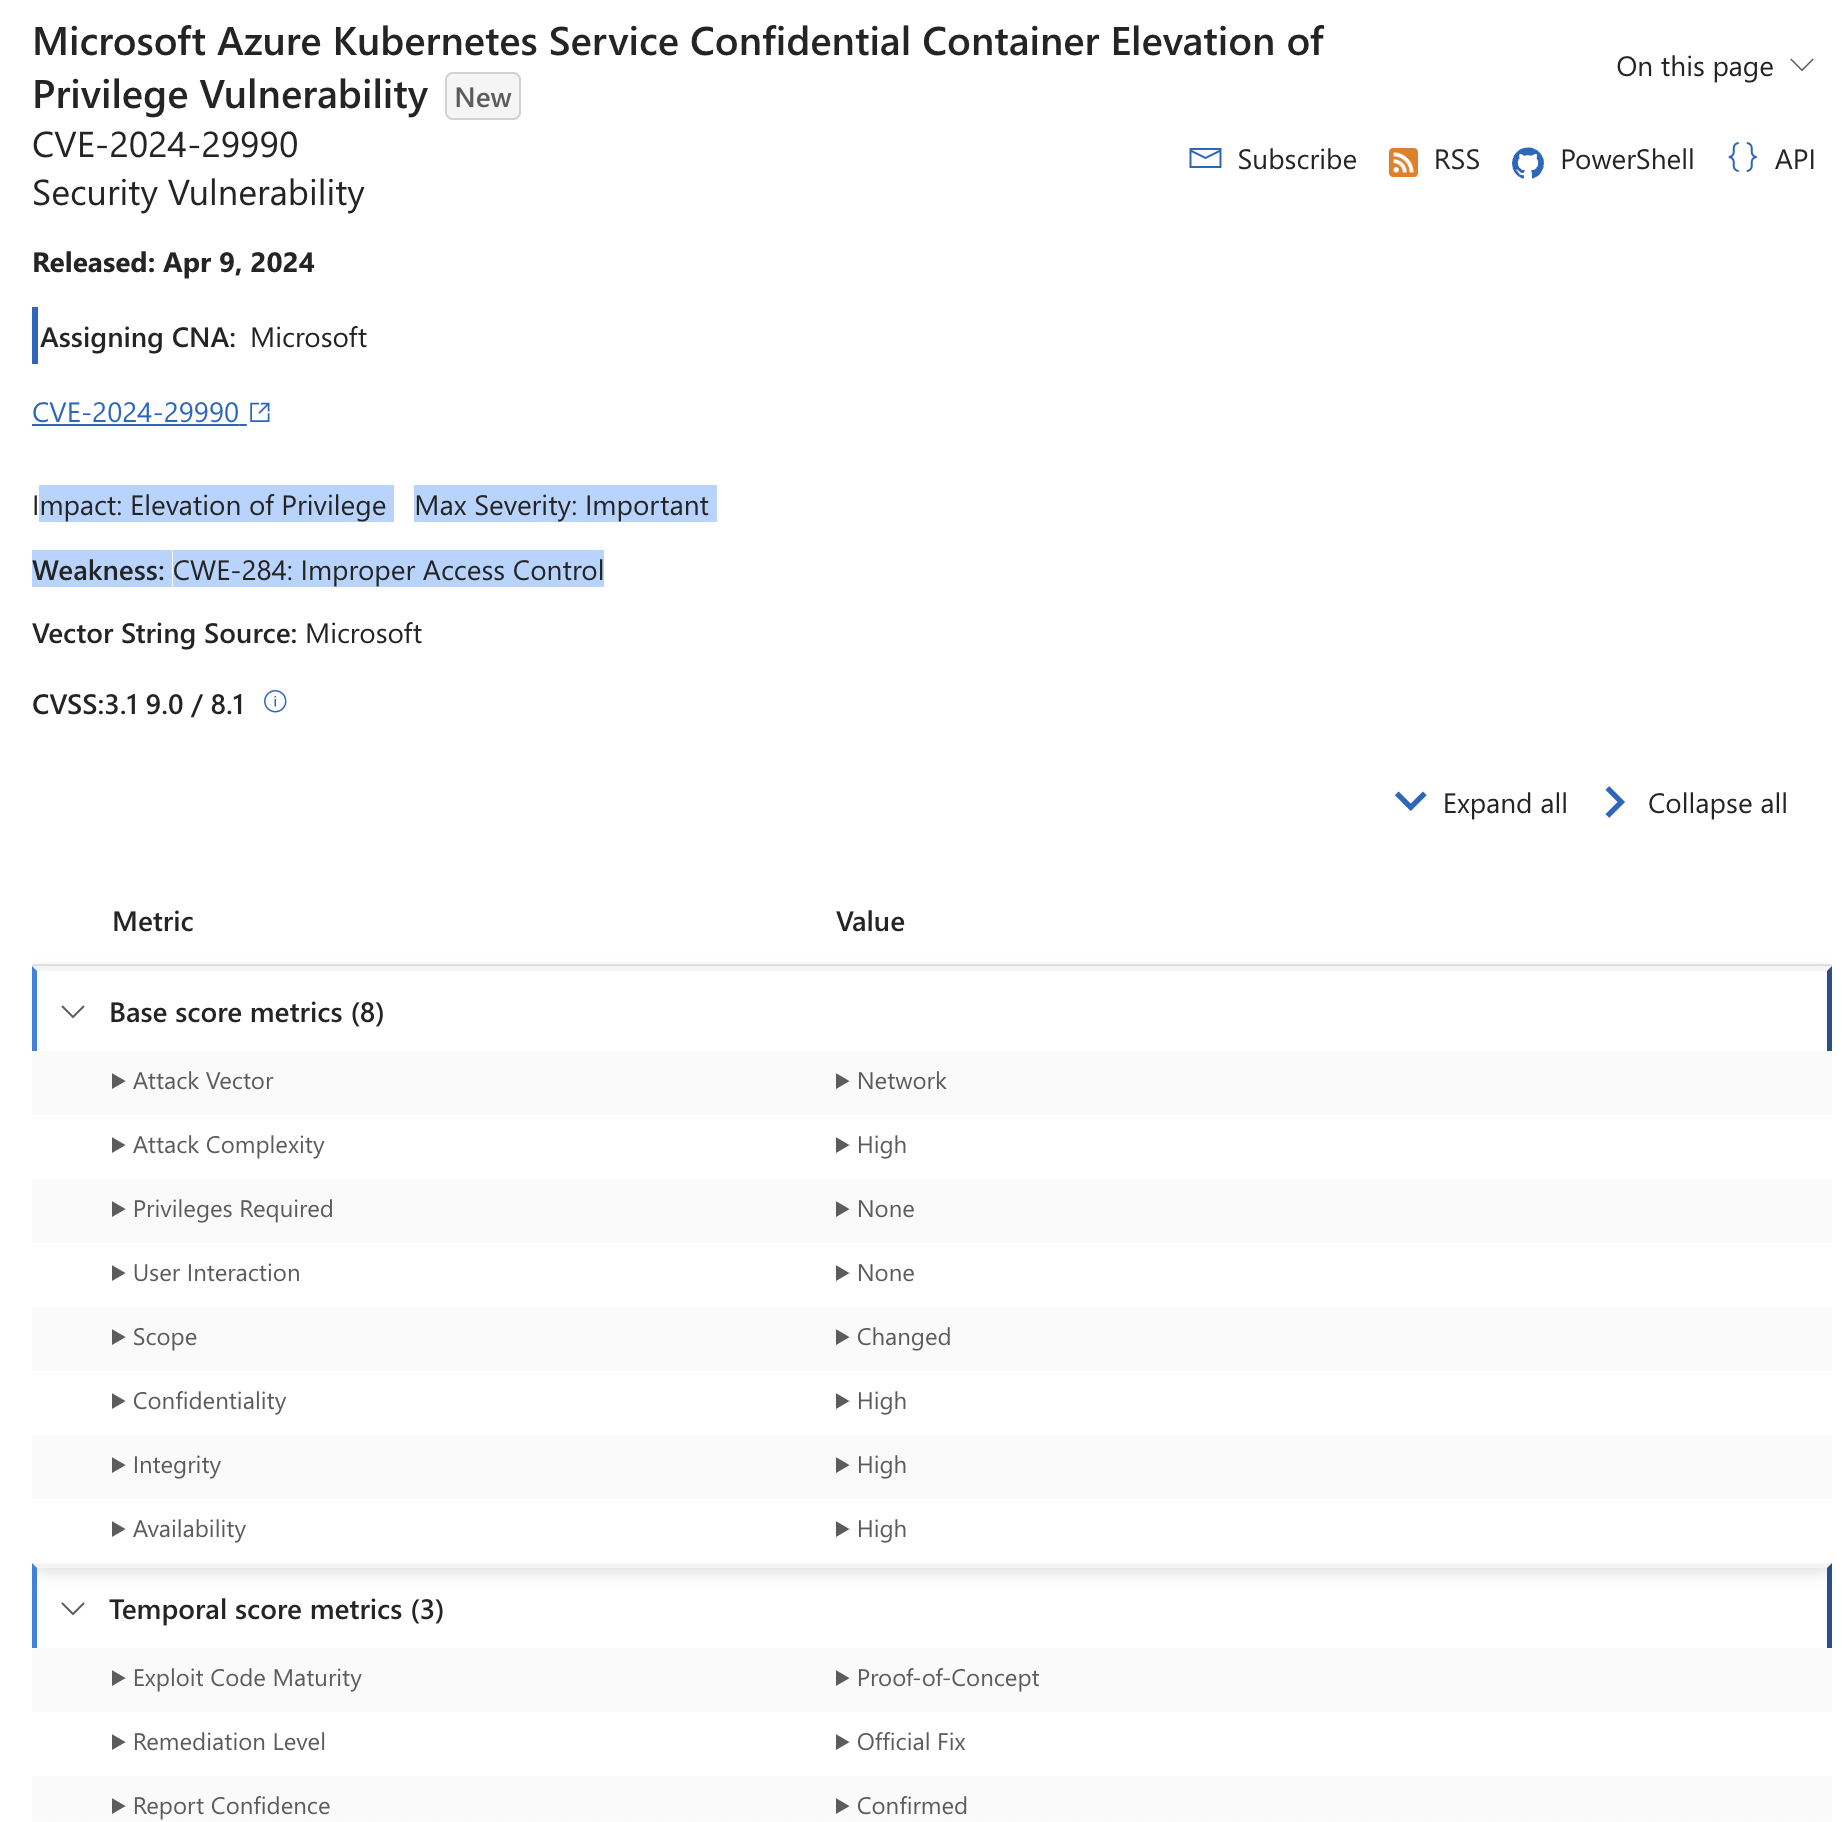 Microsoft Azure Kubernetes Service Confidential Container Elevation of
Privilege Vulnerability New
CVE-2024-29990
Security Vulnerability
On this page
Subscribe RSS PowerShell API
Released: Apr 9, 2024
Assigning CNA: Microsoft
CVE-2024-29990
Impact: Elevation of Privilege Max Severity: Important
Weakness: CWE-284: Improper Access Control
Vector String Source: Microsoft
CVSS:3.1 9.0 / 8.1
Expand all Collapse all
Metric Value
Base score metrics (8)
Attack Vector Network
Attack Complexity High
Privileges Required None
User Interaction None
Scope Changed
Confidentiality High
Integrity High
Availability High
Temporal score metrics (3)
Exploit Code Maturity Proof-of-Concept
Remediation Level Official Fix
Report Confidence Confirmed